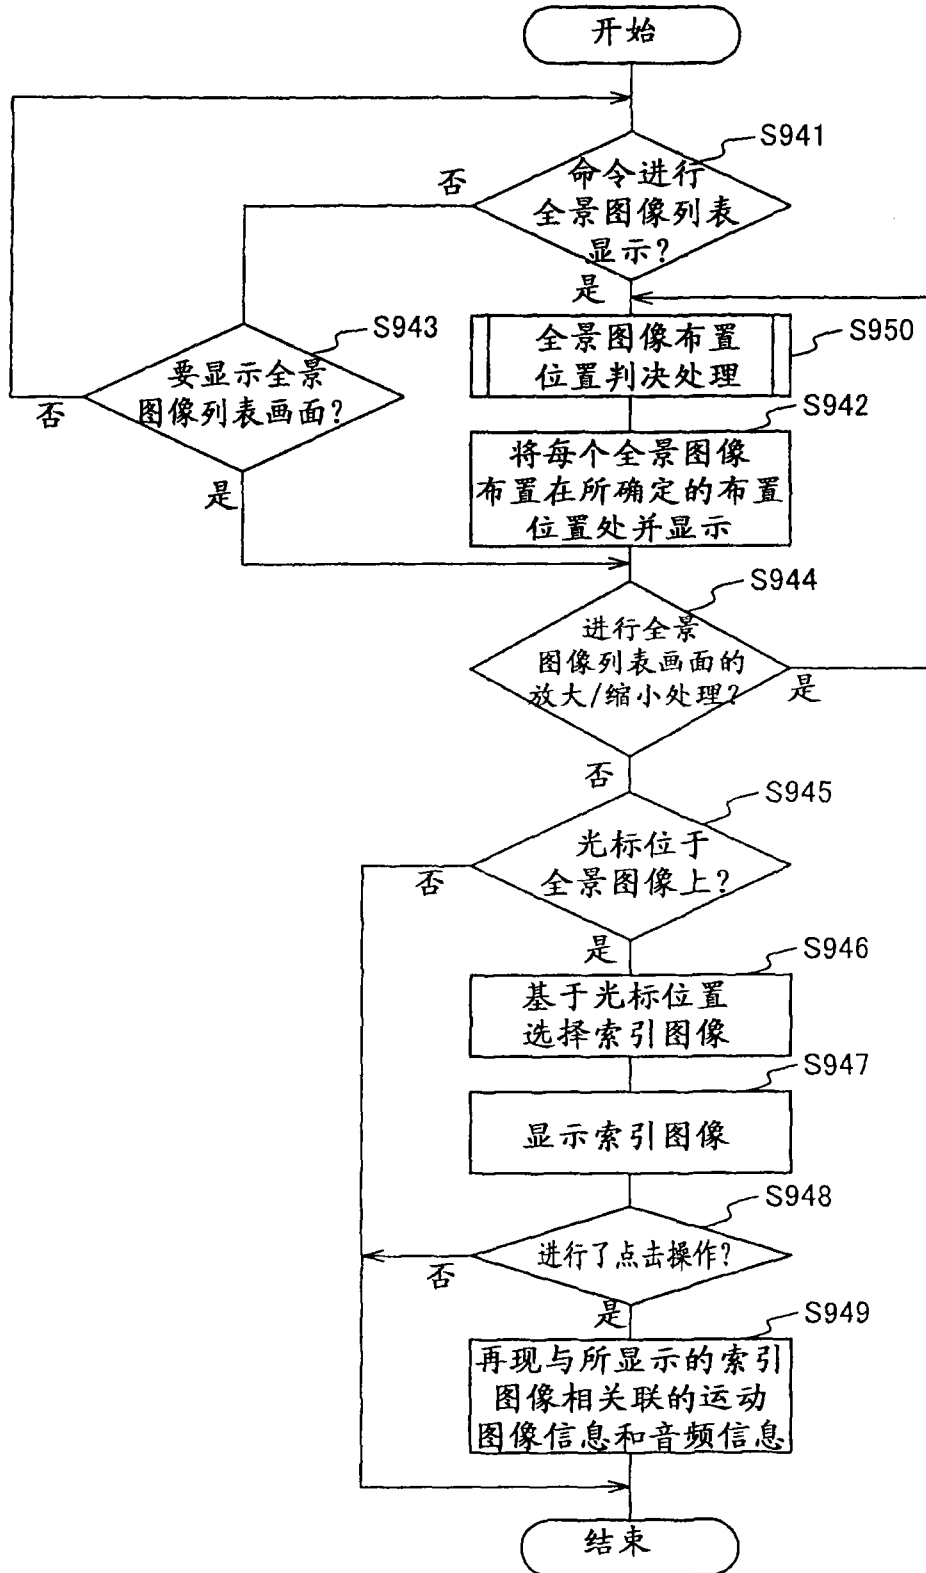 开始
S941
否
命令进行
全景图像列表
显示?
是
S943
全景图像布置
位置判决处理
S950
要显示全景
图像列表画面?
否
S942
将每个全景图像
布置在所确定的布置
位置处并显示
是
S944
进行全景
图像列表画面的
放大/缩小处理?
是
否
S945
光标位于
全景图像上?
否
是
S946
基于光标位置
选择索引图像
S947
显示索引图像
S948
进行了点击操作?
否
是
S949
再现与所显示的索引
图像相关联的运动
图像信息和音频信息
结束